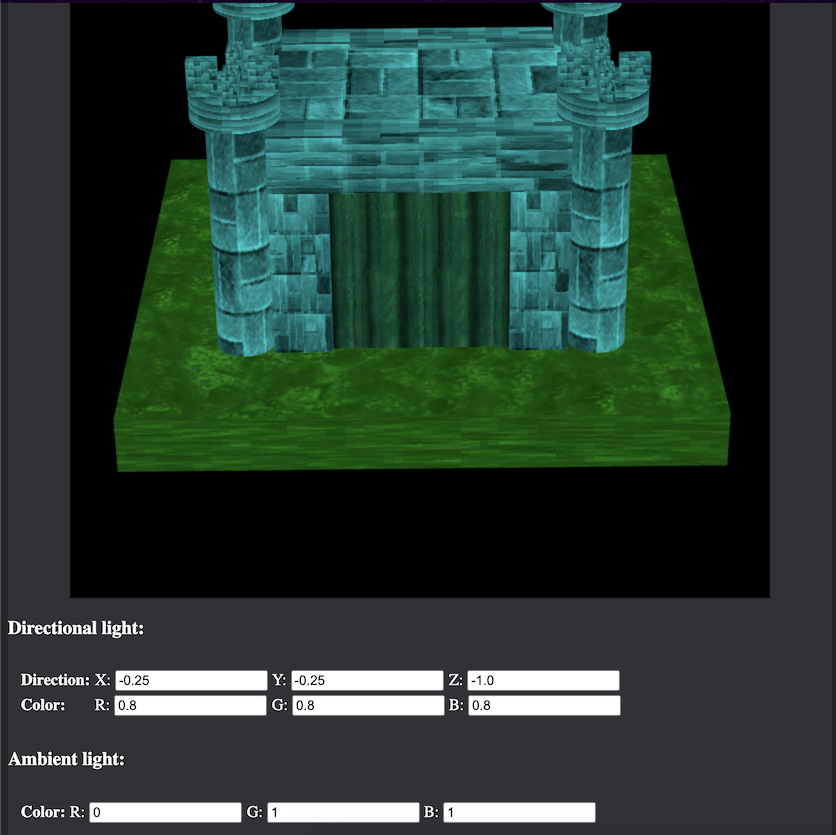 Directional light:
Direction: X: -0.25 Y: -0.25 Z: -1.0
Color: R: 0.8 G: 0.8 B: 0.8
Ambient light:
Color: R: 0 G: 1 B: 1